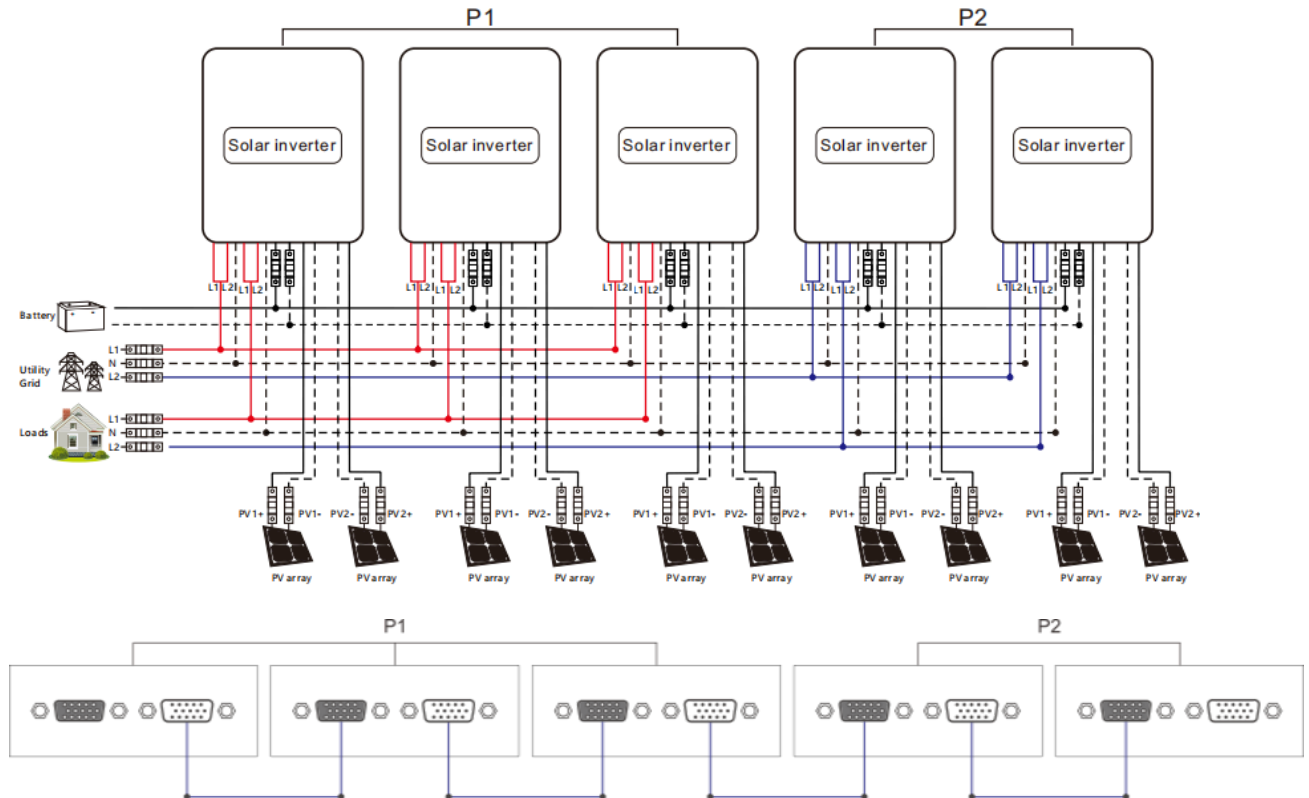 P1 P2
Solar inverter Solar inverter Solar inverter Solar inverter Solar inverter
L1 L2 L1 L2 L1 L2 L1 L2 L1 L2 L1 L2 L1 L2 L1 L2 L1 L2 L1 L2
Battery
L1
Utility N
Grid L2
L1
Loads N
L2
PV1+ PV1- PV2- PV2+ PV1+ PV1- PV2- PV2+ PV1+ PV1- PV2- PV2+ PV1+ PV1- PV2- PV2+ PV1+ PV1- PV2- PV2+
PV array PV array PV array PV array PV array PV array PV array PV array PV array PV array
P1 P2